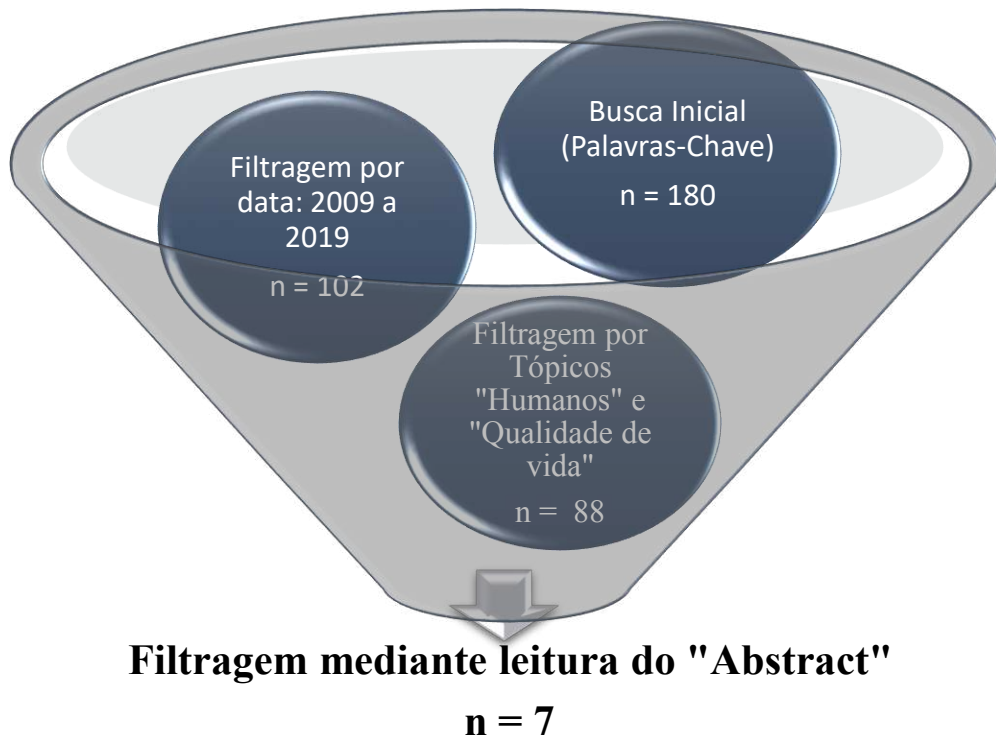 Busca Inicial
(Palavras-Chave)
n = 180
Filtragem por
data: 2009 a
2019
n = 102
Filtragem por
Tópicos
"Humanos" e
"Qualidade de
vida"
n = 88
Filtragem mediante leitura do "Abstract"
n = 7